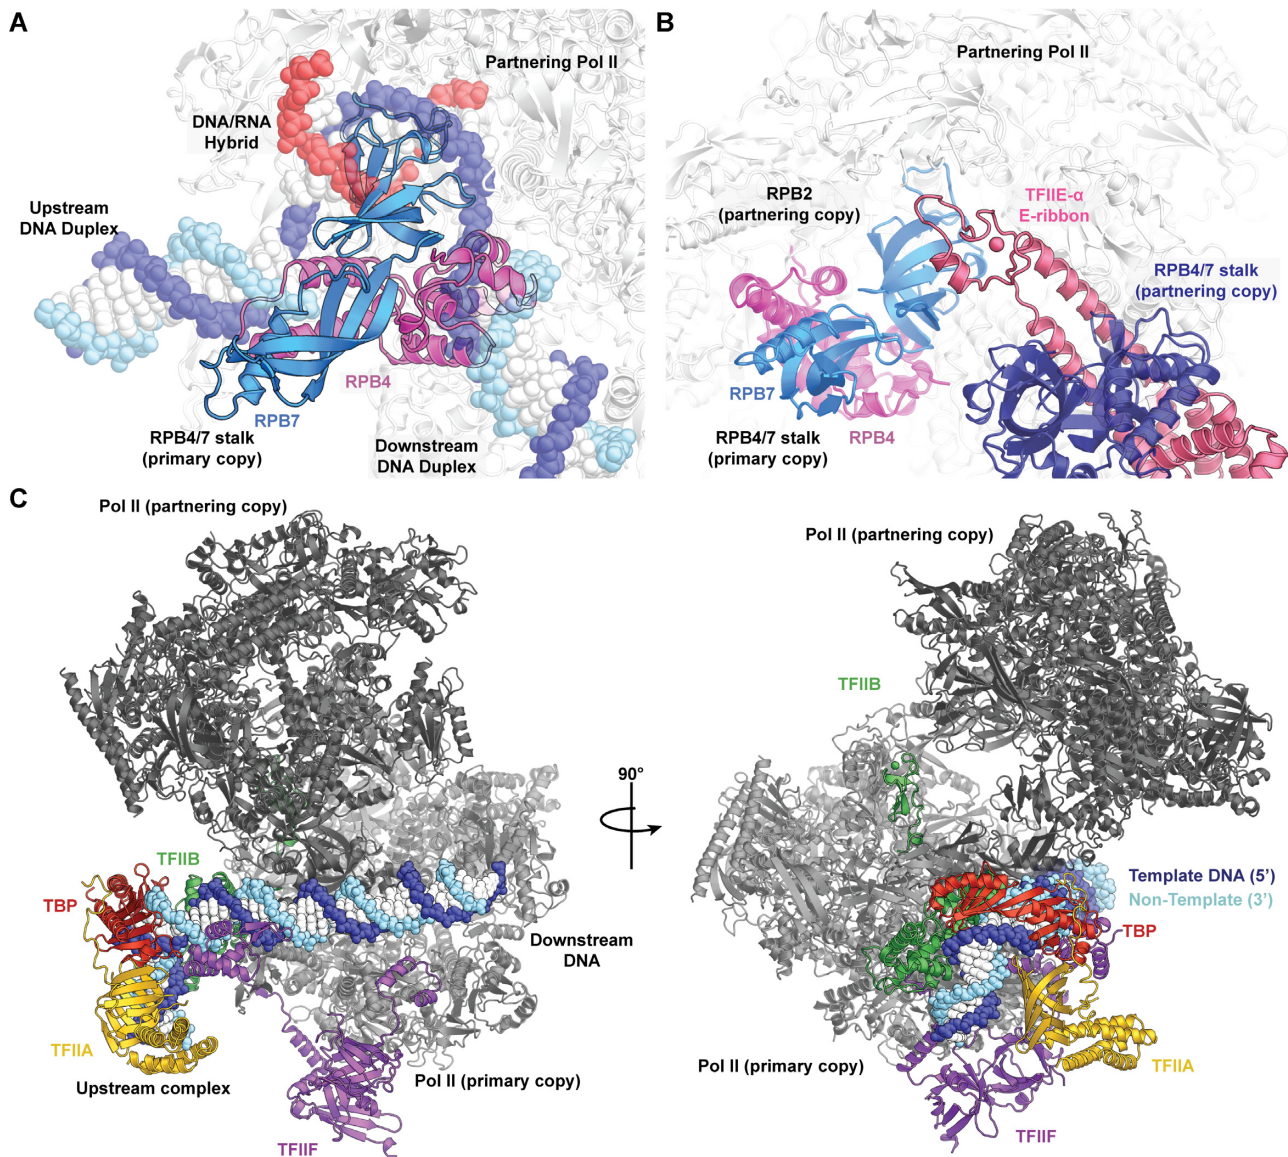 A
Partnering Pol II
DNA/RNA
Hybrid
Upstream
DNA Duplex
RPB4
RPB7
RPB4/7 stalk
(primary copy)
Downstream
DNA Duplex
B
Partnering Pol II
RPB2
(partnering copy)
TFIIE-α
E-ribbon
RPB4/7 stalk
(partnering copy)
RPB7
RPB4
RPB4/7 stalk
(primary copy)
C
Pol II (partnering copy)
TFIIB
TBP
Downstream
DNA
TFIIA
Upstream complex
Pol II (primary copy)
TFIIF
90°
Pol II (partnering copy)
TFIIB
Template DNA (5’)
Non-Template (3’)
TBP
Pol II (primary copy)
TFIIA
TFIIF